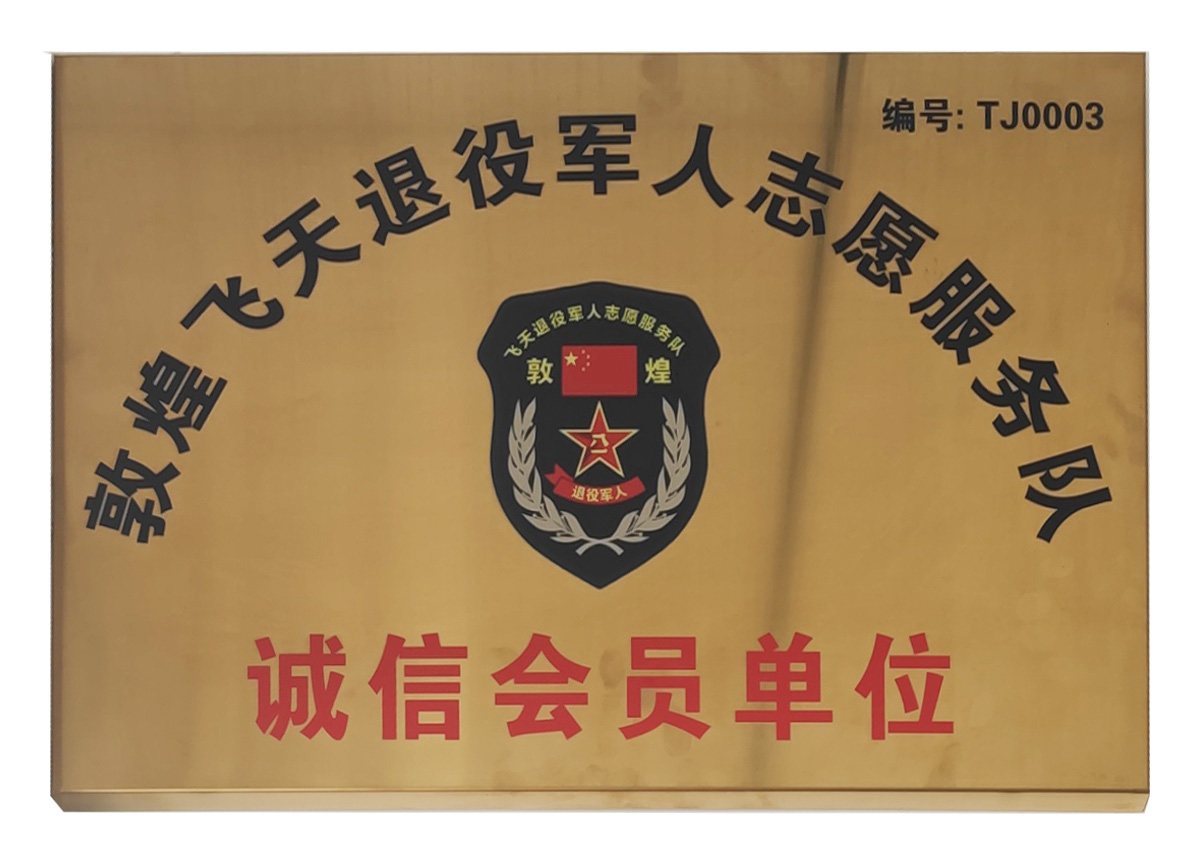 编号: TJ0003
敦煌飞天退役军人志愿服务队
飞天退役军人志愿服务队
敦 煌
八一
退役军人
诚信会员单位